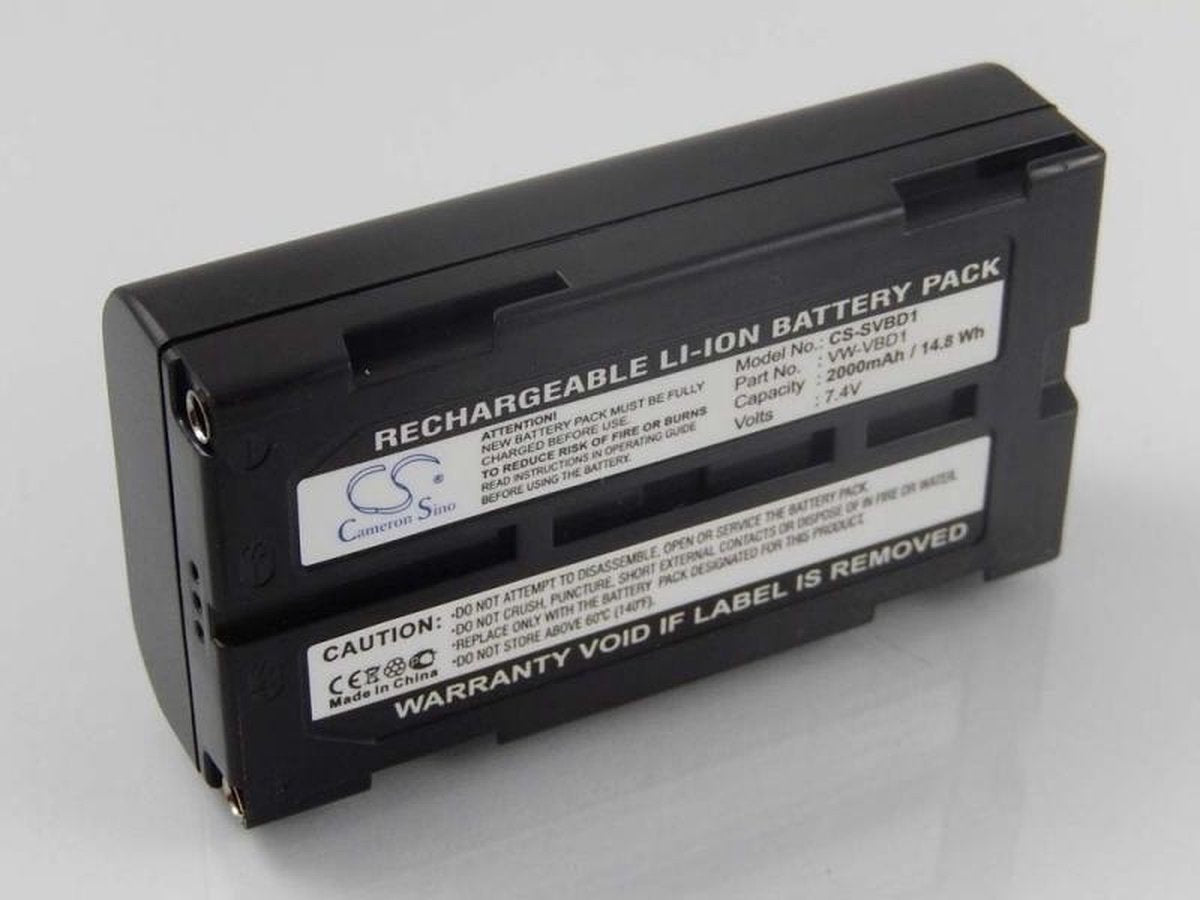 RECHARGEABLE LI-ION BATTERY PACK
CS®
Cameron Sino
ATTENTION!
NEW BATTERY PACK MUST BE FULLY
CHARGED BEFORE USE.
TO REDUCE RISK OF FIRE OR BURNS
READ INSTRUCTIONS IN OPERATING GUIDE
BEFORE USING THE BATTERY.
Model No.: CS-SVBD1
Part No. : VW-VBD1
Capacity : 2000mAh / 14.8 Wh
Volts : 7.4V
CAUTION:
CE
Made in China
•DO NOT ATTEMPT TO DISASSEMBLE, OPEN OR SERVICE THE BATTERY PACK.
•DO NOT CRUSH, PUNCTURE, SHORT EXTERNAL CONTACTS OR DISPOSE OF IN FIRE OR WATER.
•REPLACE ONLY WITH THE BATTERY PACK DESIGNATED FOR THIS PRODUCT.
•DO NOT STORE ABOVE 60℃ (140℉).
WARRANTY VOID IF LABEL IS REMOVED